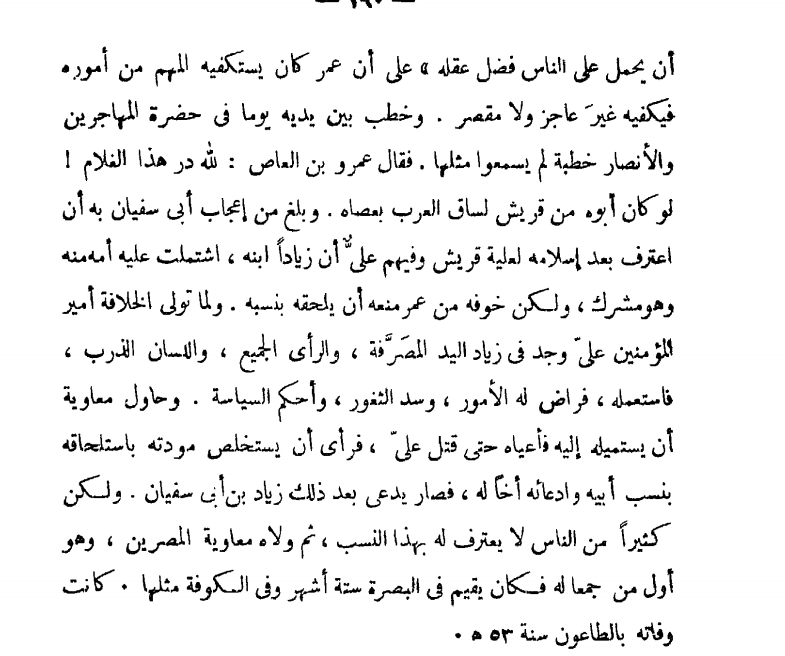 أن يحمل على الناس فضل عقله » على أن عمر كان يستكفيه المهم من أموره
فيكفيه غيرَ عاجز ولا مقصر . وخطب بين يديه يوما فى حضرة المهاجرين
والأنصار خطبة لم يسمعوا مثلها . فقال عمرو بن العاص : لله در هذا الغلام !
لو كان أبوه من قريش لساق العرب بعصاه . وبلغ من إعجاب أبى سفيان به أن
اعترف بعد إسلامه لعلية قريش وفيهم علىٌّ أن زياداً ابنه ، اشتملت عليه أمه منه
وهو مشرك ، ولكن خوفه من عمر منعه أن يلحقه بنسبه . ولما تولى الخلافة أمير
المؤمنين علىّ وجد فى زياد اليد المصَرَّفة ، والرأى الجميع ، واللسان الذرب ،
فاستعمله ، فراض له الأمور ، وسد الثغور ، وأحكم السياسة . وحاول معاوية
أن يستميله إليه فأعياه حتى قتل علىّ ، فرأى أن يستخلص مودته باستلحاقه
بنسب أبيه وادعائه أخاً له ، فصار يدعى بعد ذلك زياد بن أبى سفيان . ولكن
كثيراً من الناس لا يعترف له بهذا النسب ، ثم ولاه معاوية المصرين ، وهو
أول من جمعا له فكان يقيم فى البصرة ستة أشهر وفى الكوفة مثلها . كانت
وفاته بالطاعون سنة ٥٣ ه .